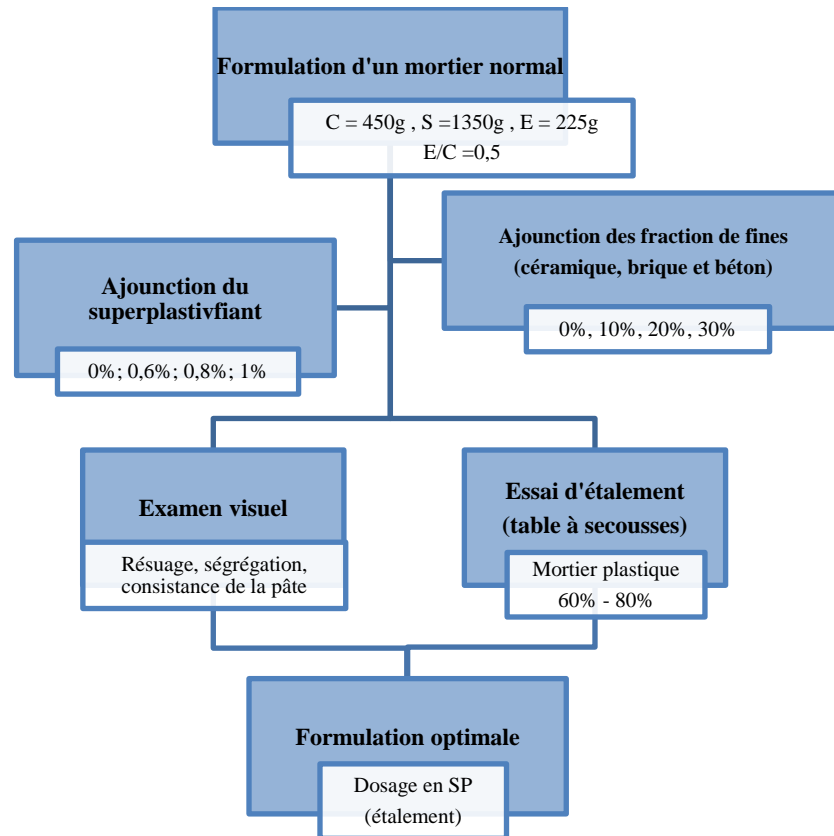 Formulation d'un mortier normal
C = 450g , S =1350g , E = 225g
E/C =0,5
Ajounction du
superplastivfiant
0%; 0,6%; 0,8%; 1%
Ajounction des fraction de fines
(céramique, brique et béton)
0%, 10%, 20%, 30%
Examen visuel
Résuage, ségrégation,
consistance de la pâte
Essai d'étalement
(table à secousses)
Mortier plastique
60% - 80%
Formulation optimale
Dosage en SP
(étalement)